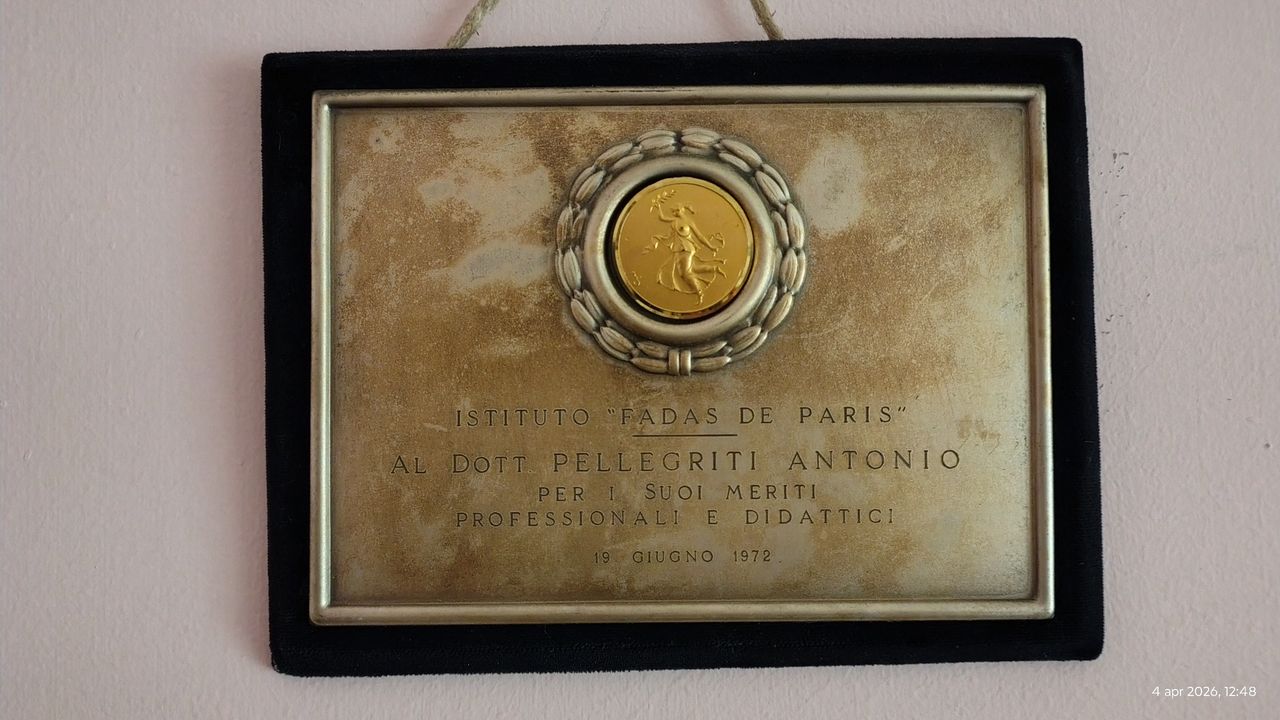 ISTITUTO "FADAS DE PARIS"
AL DOTT. PELLEGRITI ANTONIO
PER I SUOI MERITI
PROFESSIONALI E DIDATTICI
19 GIUGNO 1972
4 apr 2026, 12:48